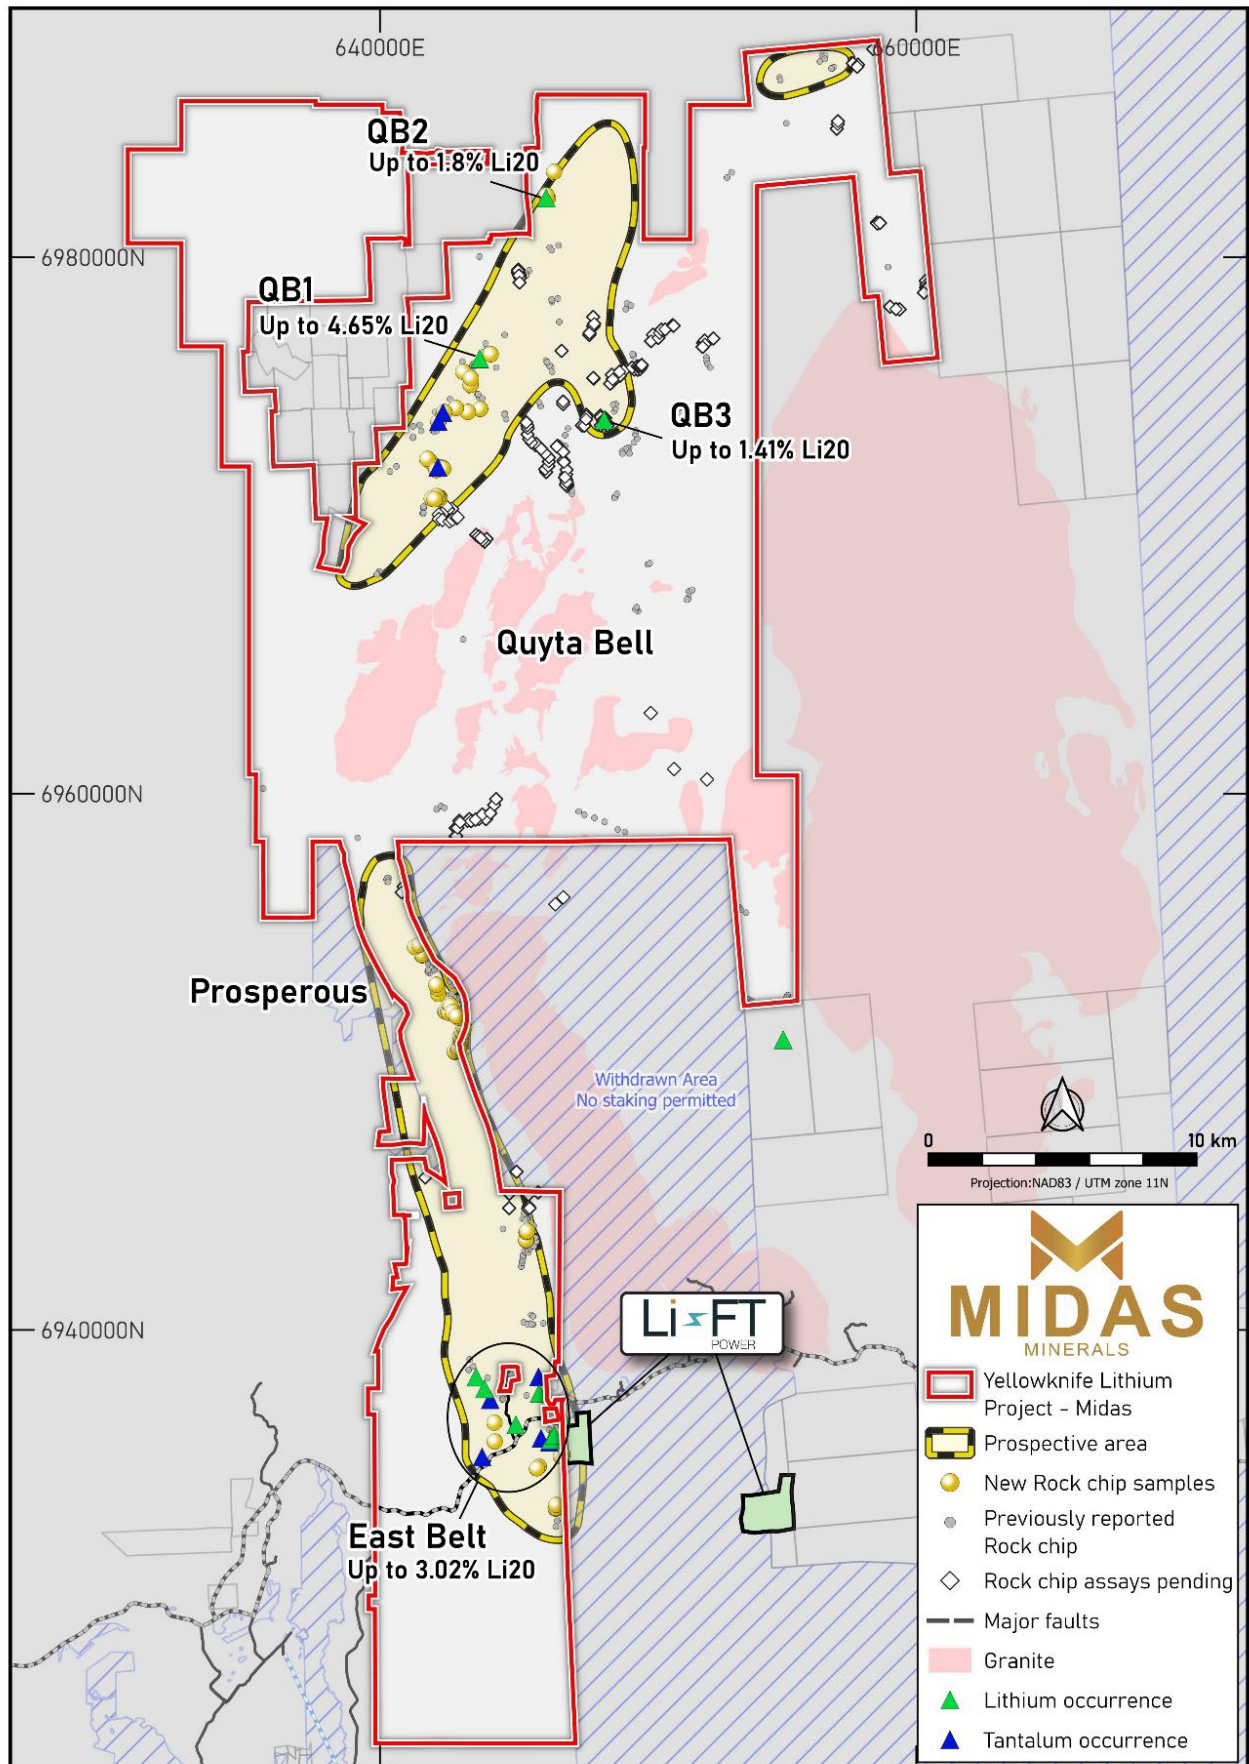 640000E
660000E
QB2
Up to 1.8% Li20
6980000N
QB1
Up to 4.65% Li20
QB3
Up to 1.41% Li20
Quyta Bell
6960000N
Prosperous
Withdrawn Area
No staking permitted
0 10 km
Projection:NAD83 / UTM zone 11N
6940000N
Li-FT
POWER
East Belt
Up to 3.02% Li20
MIDAS
MINERALS
Yellowknife Lithium
Project - Midas
Prospective area
New Rock chip samples
Previously reported
Rock chip
Rock chip assays pending
Major faults
Granite
Lithium occurrence
Tantalum occurrence